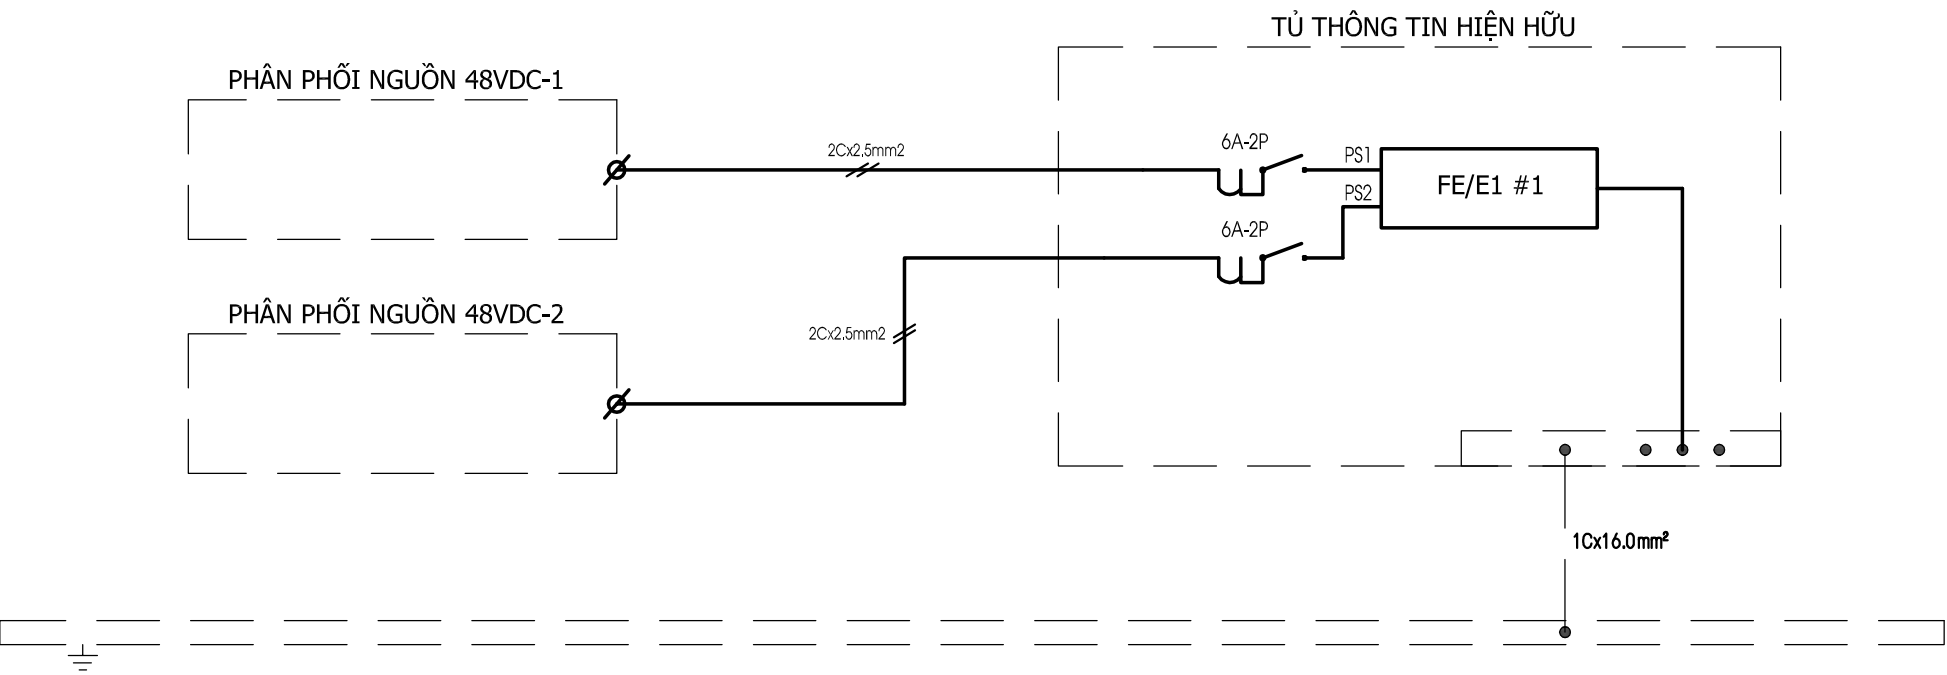 TỦ THÔNG TIN HIỆN HỮU
PHÂN PHỐI NGUỒN 48VDC-1
2Cx2,5mm2
6A-2P
PS1
FE/E1 #1
PS2
6A-2P
PHÂN PHỐI NGUỒN 48VDC-2
2Cx2,5mm2
1Cx16.0mm²